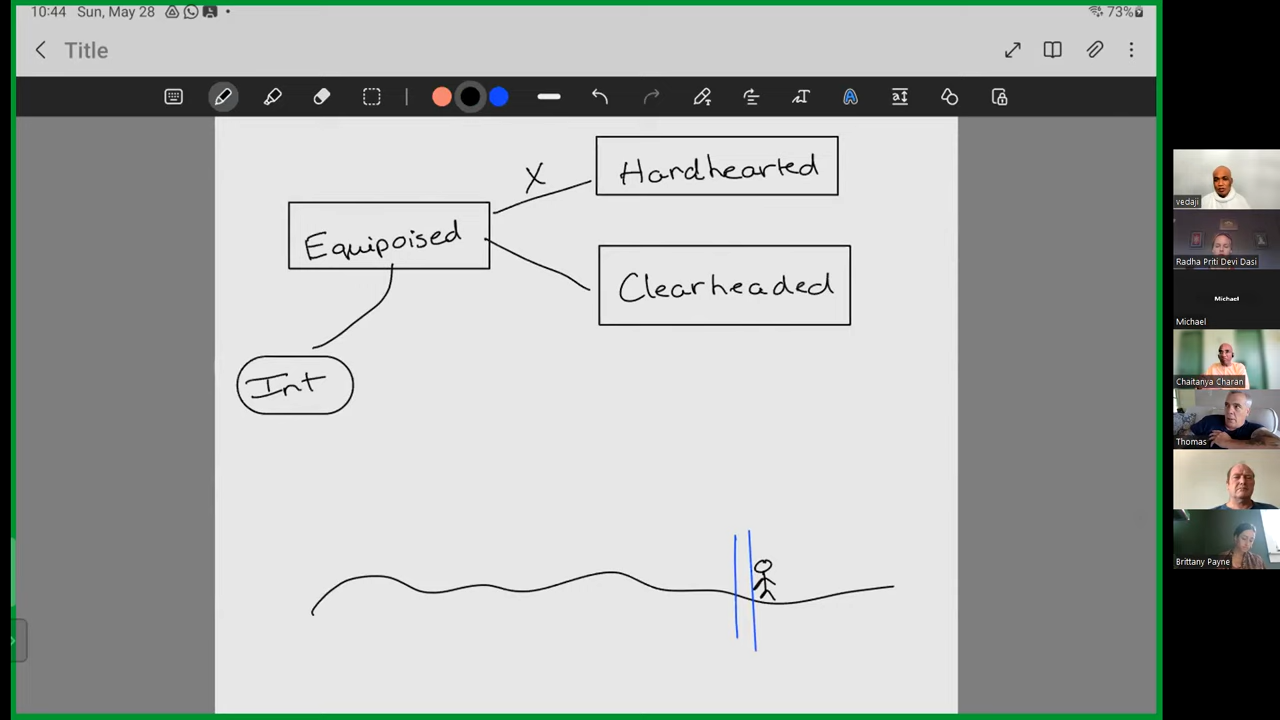 10:44 Sun, May 28
73%
Title
X
Hardhearted
Equipoised
Clearheaded
Int
vedaji
Radha Priti Devi Dasi
Michael
Michael
Chaitanya Charan
Thomas
Brittany Payne